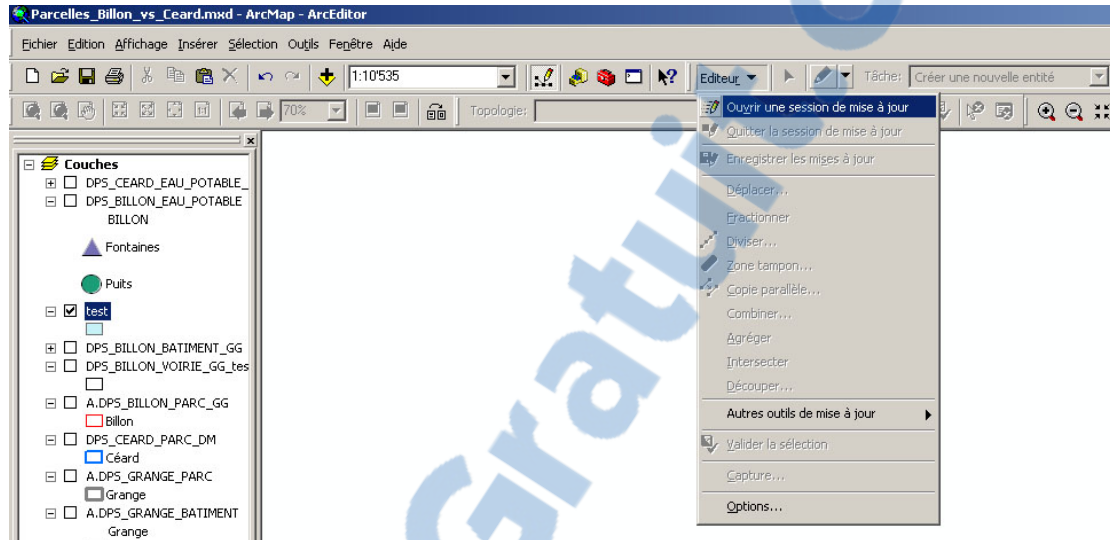 Parcelles_Billon_vs_Ceard.mxd - ArcMap - ArcEditor
Fichier Edition Affichage Insérer Sélection Outils Fenêtre Aide
1:10'535 Editeur Tâche: Créer une nouvelle entité
70% Topologie:
Ouvrir une session de mise à jour
Quitter la session de mise à jour
Enregistrer les mises à jour
Déplacer...
Fractionner
Diviser...
Zone tampon...
Copie parallèle...
Combiner...
Agréger
Intersecter
Découper...
Autres outils de mise à jour
Valider la sélection
Capture...
Options...
Couches
DPS_CEARD_EAU_POTABLE_
DPS_BILLON_EAU_POTABLE
BILLON
Fontaines
Puits
test
DPS_BILLON_BATIMENT_GG
DPS_BILLON_VOIRIE_GG_tes
A.DPS_BILLON_PARC_GG
Billon
DPS_CEARD_PARC_DM
Céard
A.DPS_GRANGE_PARC
Grange
A.DPS_GRANGE_BATIMENT
Grange
Gratuit